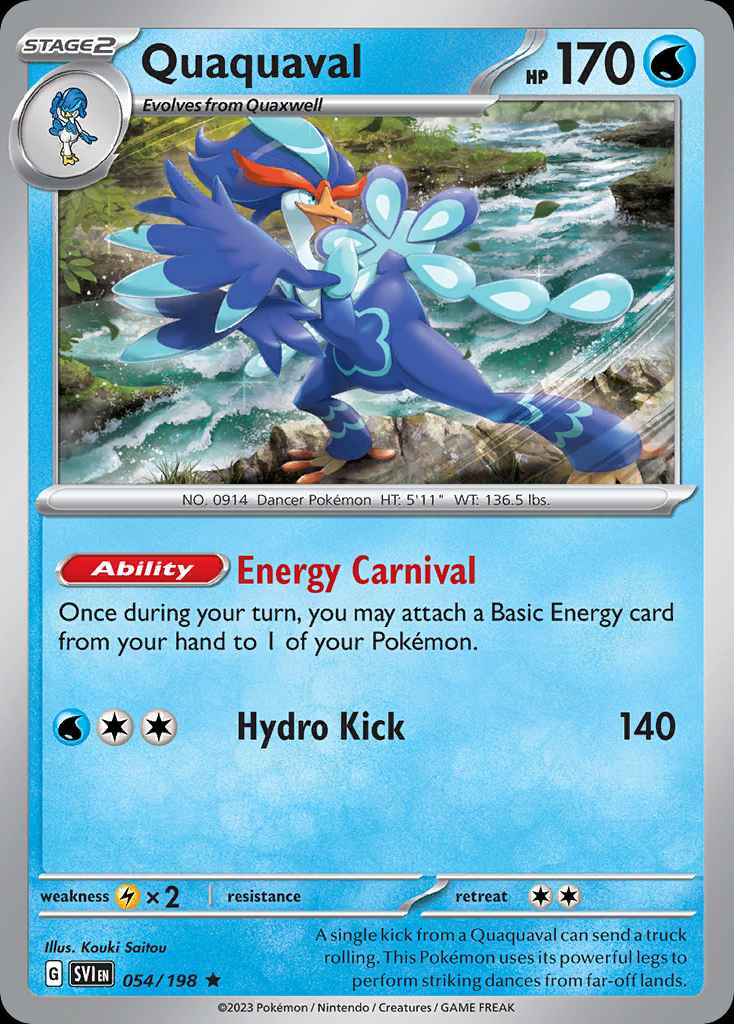 STAGE2
Quaquaval
HP 170
Evolves from Quaxwell
NO. 0914 Dancer Pokémon HT: 5'11" WT: 136.5 lbs.
Ability Energy Carnival
Once during your turn, you may attach a Basic Energy card
from your hand to 1 of your Pokémon.
Hydro Kick 140
weakness ×2 resistance retreat
Illus. Kouki Saitou
G SVI EN 054/198 ★
A single kick from a Quaquaval can send a truck
rolling. This Pokémon uses its powerful legs to
perform striking dances from far-off lands.
©2023 Pokémon / Nintendo / Creatures / GAME FREAK